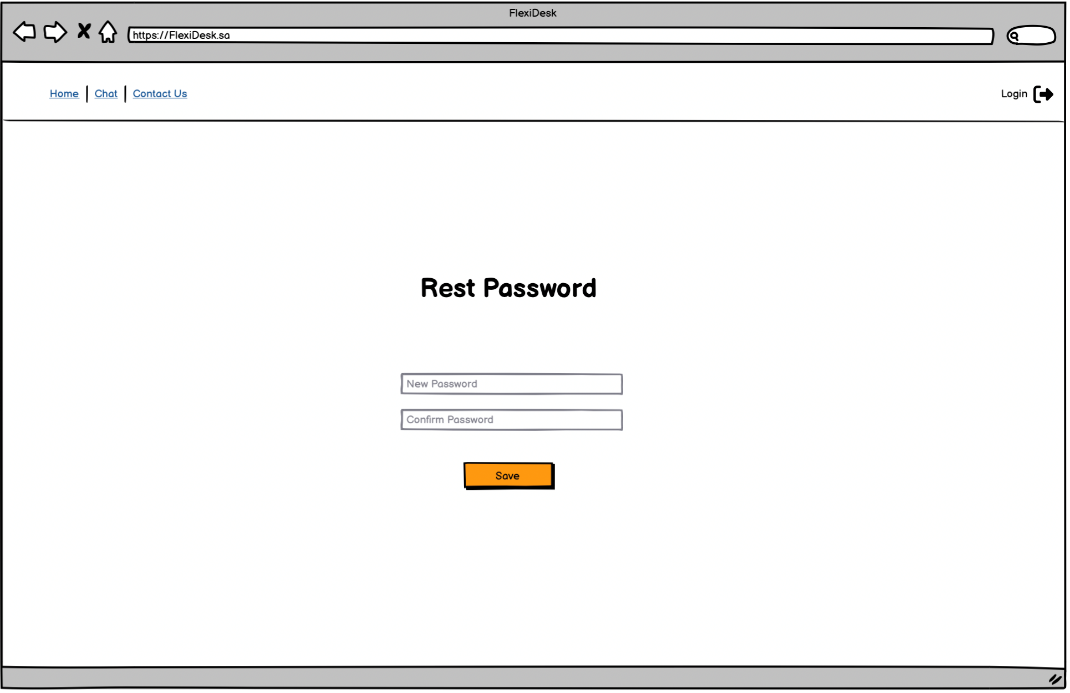 FlexiDesk
https://FlexiDesk.sa
Home Chat Contact Us Login
Rest Password
New Password
Confirm Password
Save